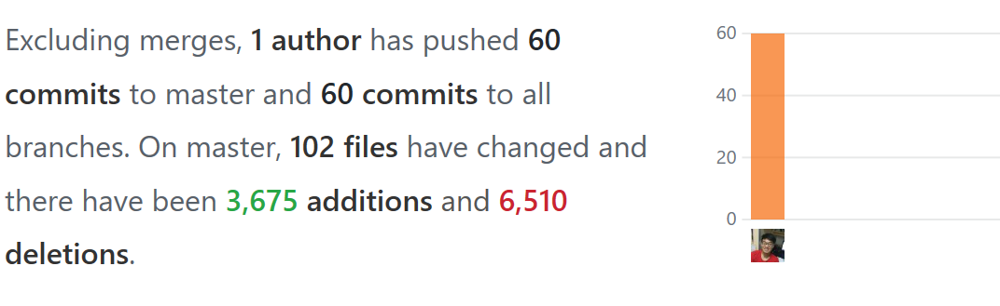 Excluding merges, 1 author has pushed 60
commits to master and 60 commits to all
branches. On master, 102 files have changed and
there have been 3,675 additions and 6,510
deletions.
60
40
20
0